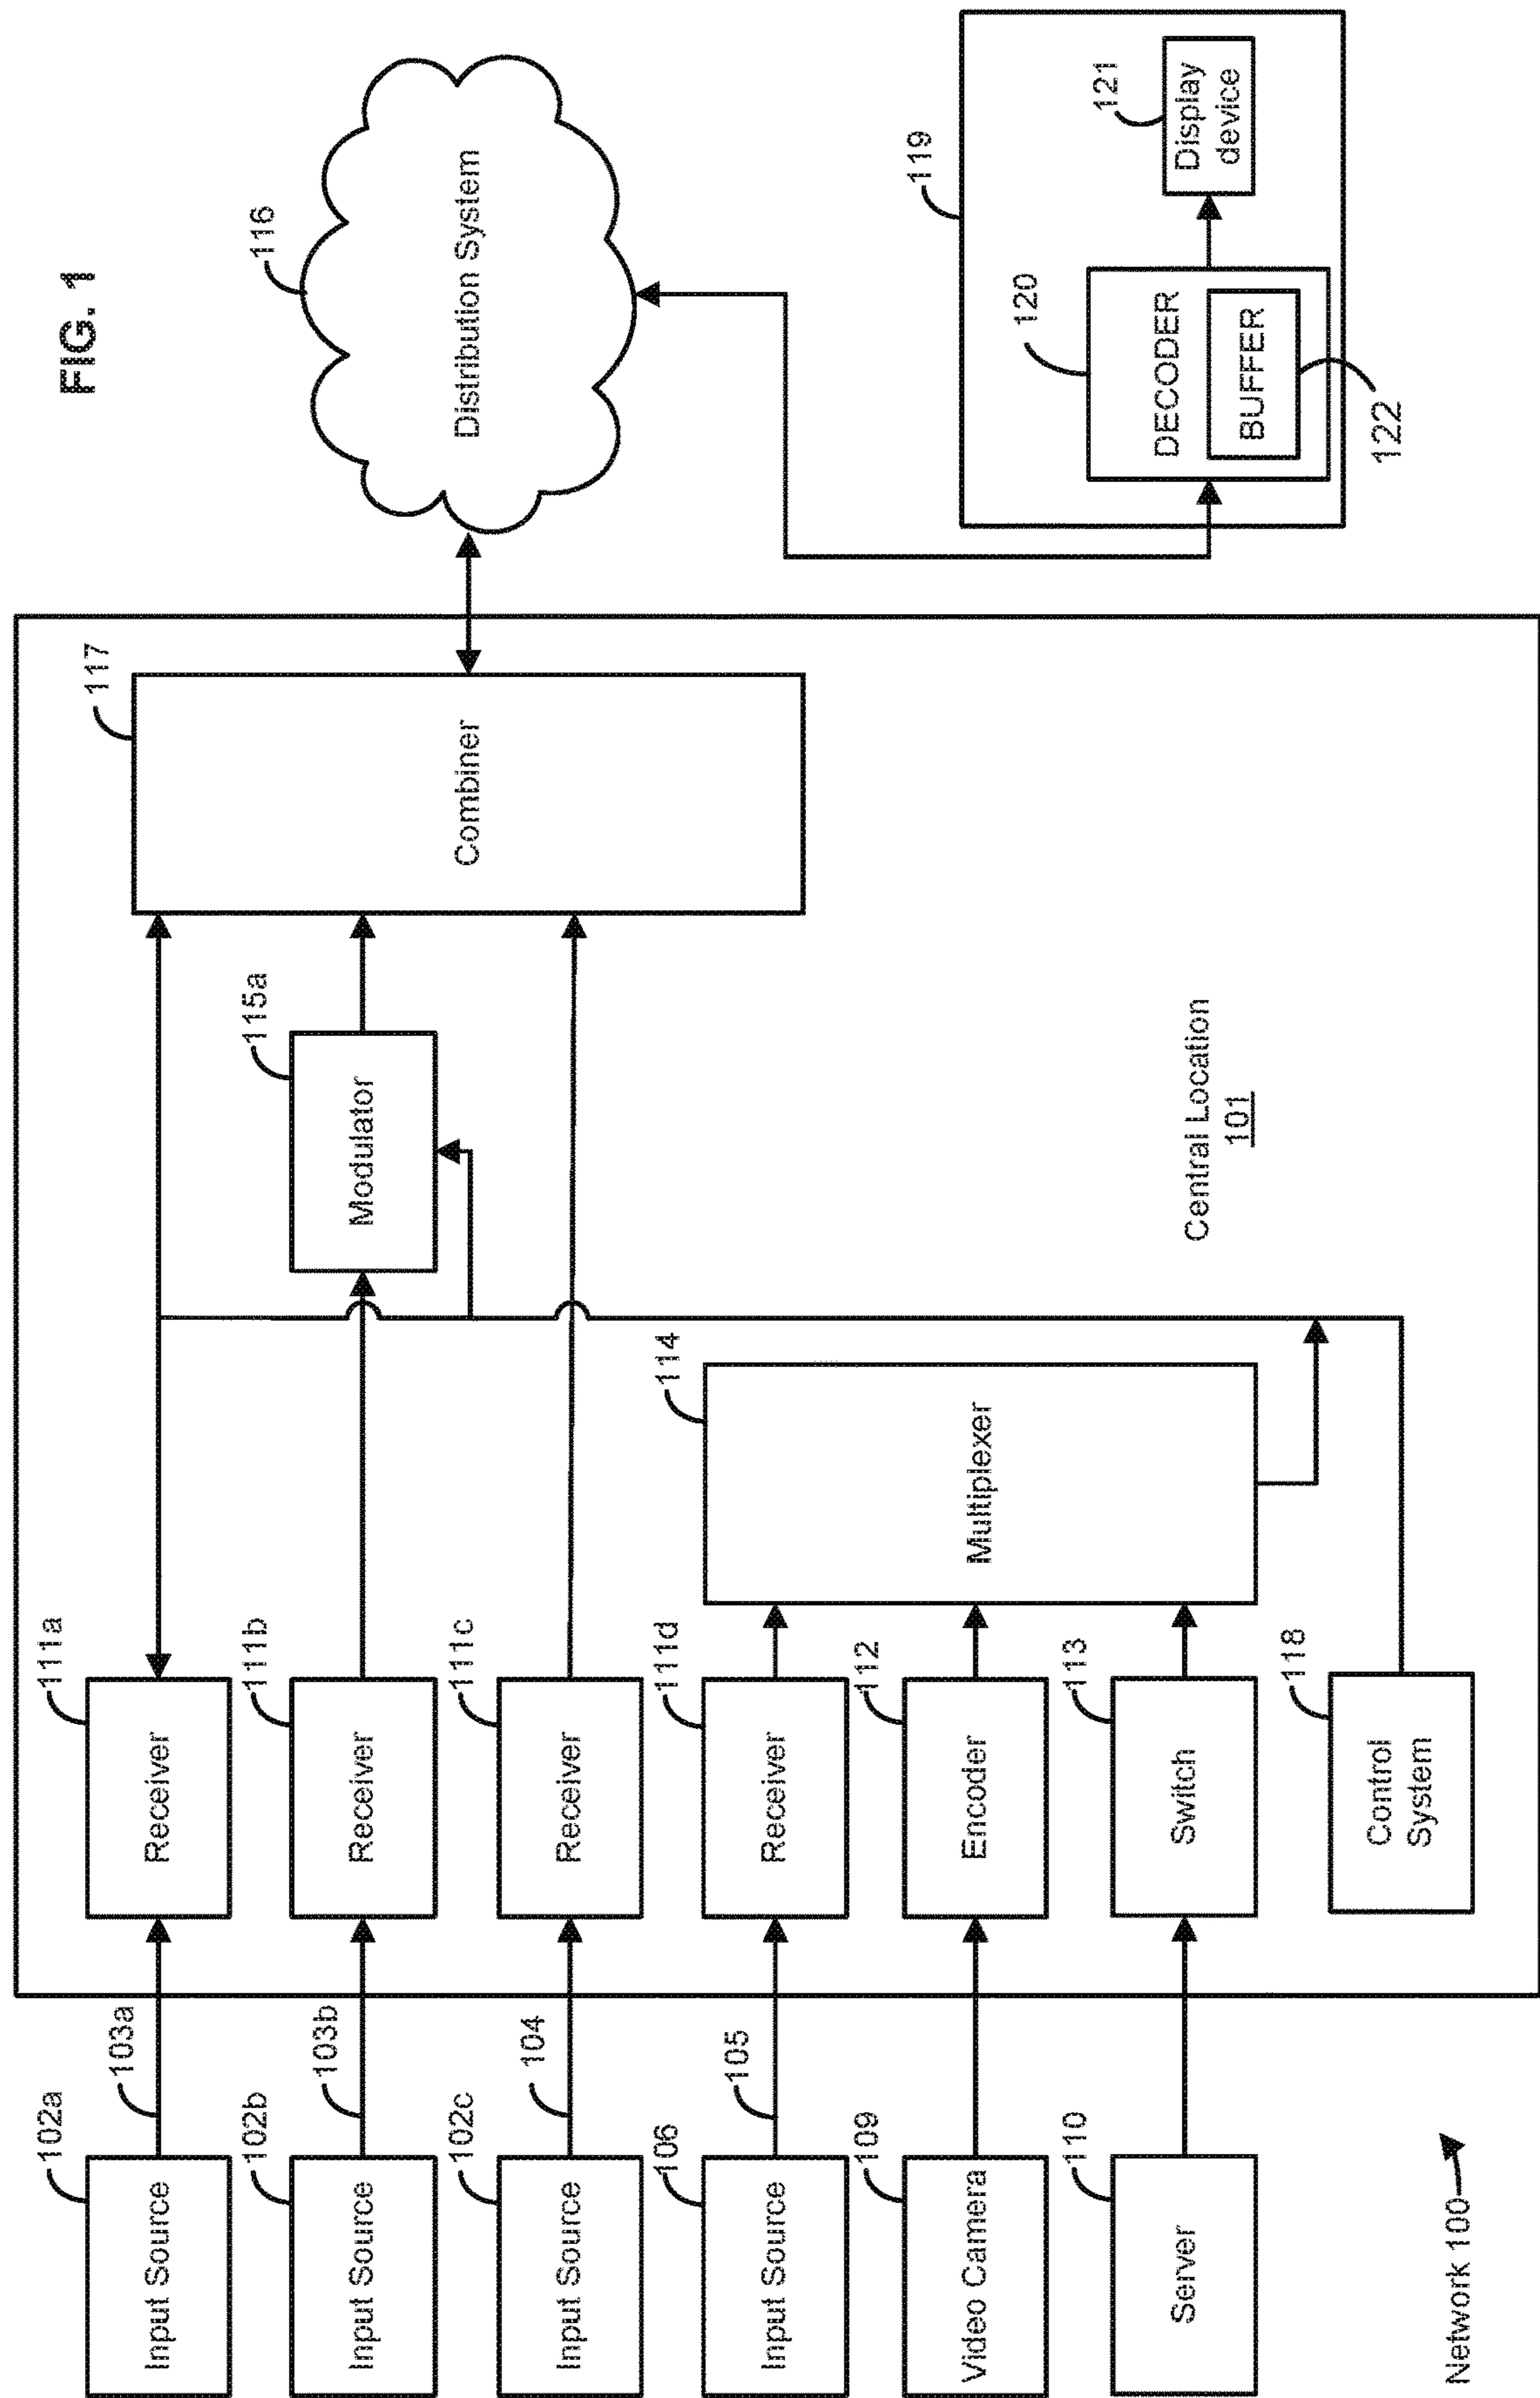 FIG. 1
102a
Input Source
103a
111a
Receiver
102b
Input Source
103b
111b
Receiver
115a
Modulator
102c
Input Source
104
111c
Receiver
117
Combiner
116
Distribution System
106
Input Source
105
111d
Receiver
114
Multiplexer
109
Video Camera
112
Encoder
110
Server
113
Switch
118
Control
System
Central Location
101
119
120
DECODER
BUFFER
122
121
Display
device
Network 100